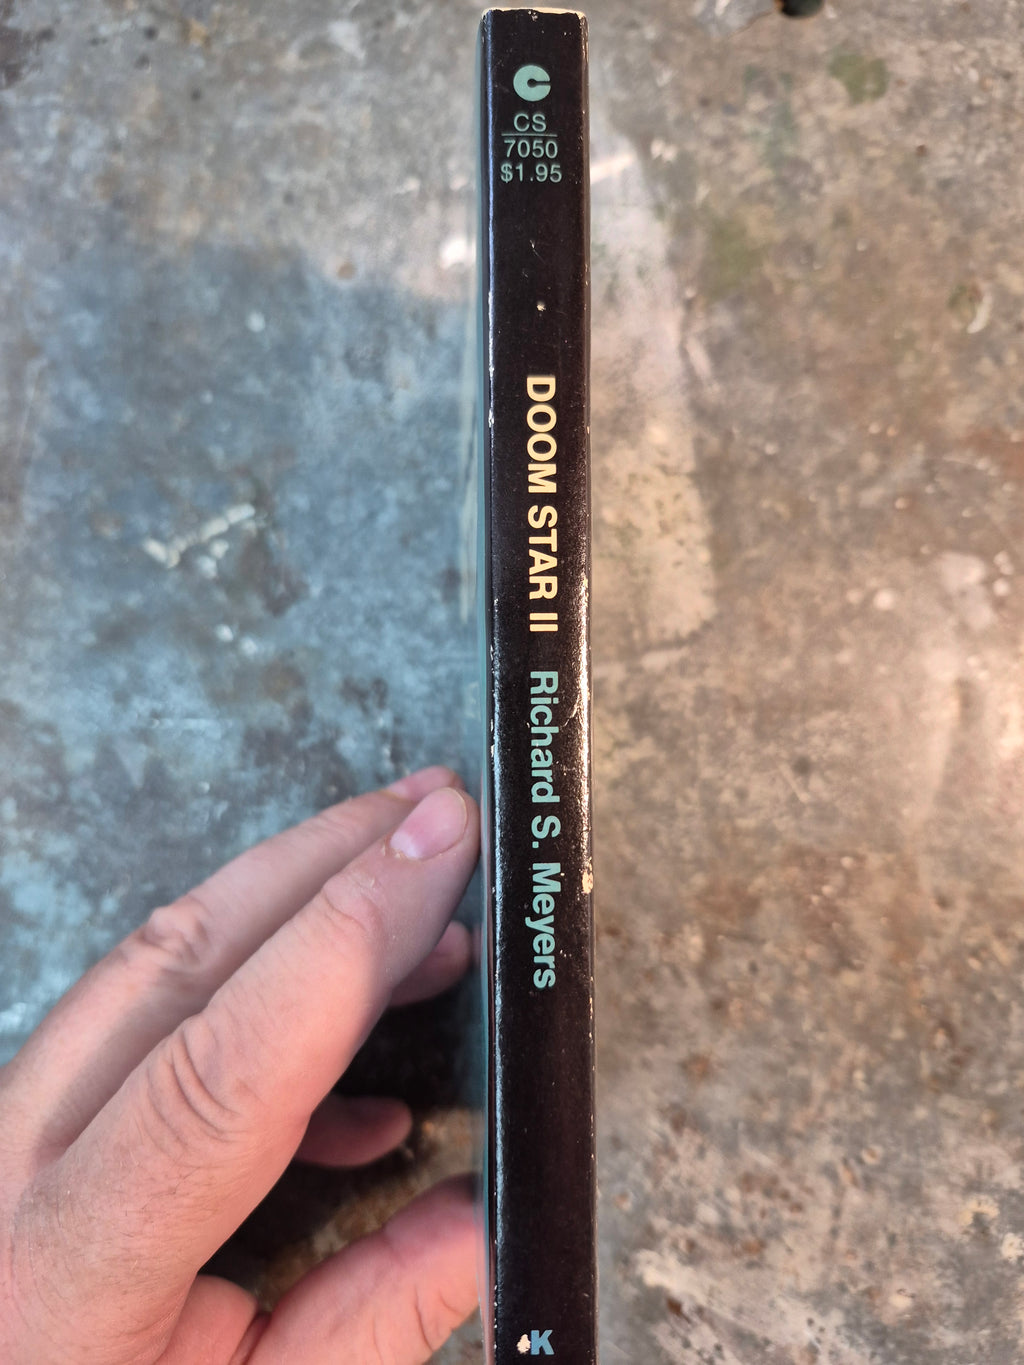 CS
7050
$1.95
DOOM STAR II Richard S. Meyers
K